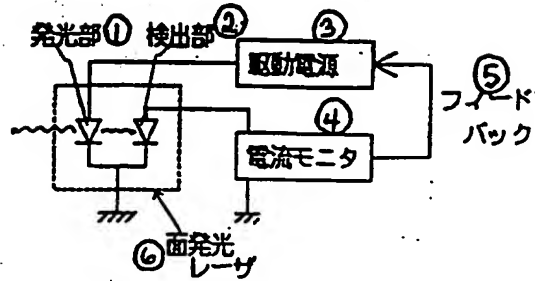 発光部① 検出部②
③
駆動電源
④
電流モニタ
⑤
フィード
バック
⑥面発光
レーザ